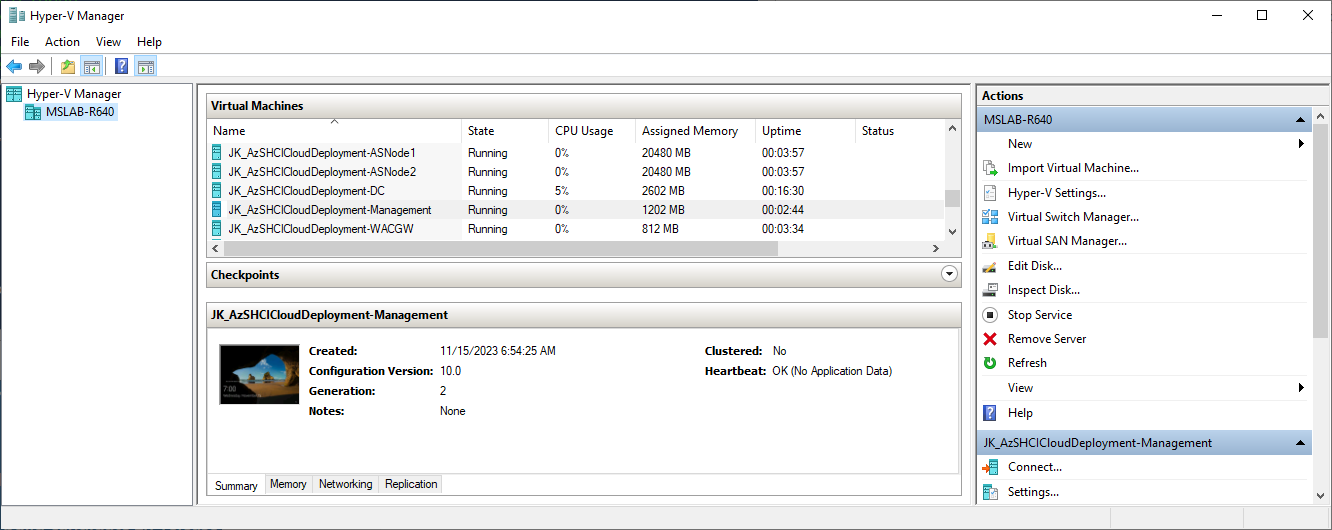 Hyper-V Manager
File Action View Help
Hyper-V Manager
MSLAB-R640
Virtual Machines
Name State CPU Usage Assigned Memory Uptime Status
JK_AzSHCICloudDeployment-ASNode1 Running 0% 20480 MB 00:03:57
JK_AzSHCICloudDeployment-ASNode2 Running 0% 20480 MB 00:03:57
JK_AzSHCICloudDeployment-DC Running 5% 2602 MB 00:16:30
JK_AzSHCICloudDeployment-Management Running 0% 1202 MB 00:02:44
JK_AzSHCICloudDeployment-WACGW Running 0% 812 MB 00:03:34
Checkpoints
JK_AzSHCICloudDeployment-Management
7:00
Created: 11/15/2023 6:54:25 AM Clustered: No
Configuration Version: 10.0 Heartbeat: OK (No Application Data)
Generation: 2
Notes: None
Summary Memory Networking Replication
Actions
MSLAB-R640
New
Import Virtual Machine...
Hyper-V Settings...
Virtual Switch Manager...
Virtual SAN Manager...
Edit Disk...
Inspect Disk...
Stop Service
Remove Server
Refresh
View
Help
JK_AzSHCICloudDeployment-Management
Connect...
Settings...